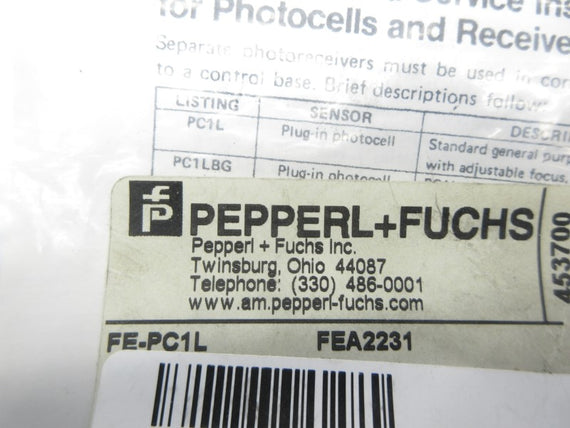 Service Ins
for Photocells and Receive
Separate photoreceivers must be used in con
to a control base. Brief descriptions follow
LISTING SENSOR DESCRI
PC1L Plug-in photocell Standard general purp
with adjustable focus,
PC1LBG Plug-in photocell
PEPPERL+FUCHS
Pepperl + Fuchs Inc.
Twinsburg, Ohio 44087
Telephone: (330) 486-0001
www.am.pepperl-fuchs.com
453700
FE-PC1L FEA2231